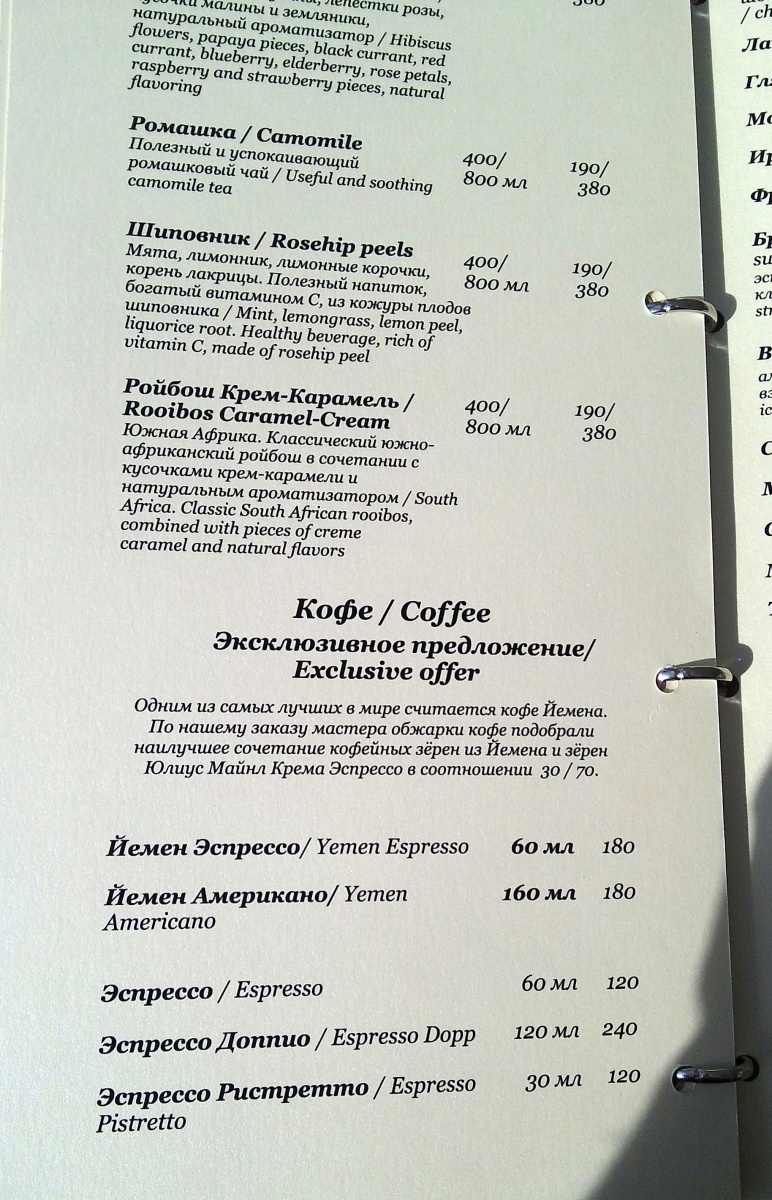 кусочки малины и земляники,
натуральный ароматизатор / Hibiscus
flowers, papaya pieces, black currant, red
currant, blueberry, elderberry, rose petals,
raspberry and strawberry pieces, natural
flavoring
Ромашка / Camomile
Полезный и успокаивающий
ромашковый чай / Useful and soothing
camomile tea
400/
800 мл
190/
380
Шиповник / Rosehip peels
Мята, лимонник, лимонные корочки,
корень лакрицы. Полезный напиток,
богатый витамином С, из кожуры плодов
шиповника / Mint, lemongrass, lemon peel,
liquorice root. Healthy beverage, rich of
vitamin C, made of rosehip peel
400/
800 мл
190/
380
Ройбош Крем-Карамель /
Rooibos Caramel-Cream
Южная Африка. Классический южно-
африканский ройбош в сочетании с
кусочками крем-карамели и
натуральным ароматизатором / South
Africa. Classic South African rooibos,
combined with pieces of creme
caramel and natural flavors
400/
800 мл
190/
380
Кофе / Coffee
Эксклюзивное предложение/
Exclusive offer
Одним из самых лучших в мире считается кофе Йемена.
По нашему заказу мастера обжарки кофе подобрали
наилучшее сочетание кофейных зёрен из Йемена и зёрен
Юлиус Майнл Крема Эспрессо в соотношении 30 / 70.
Йемен Эспрессо/ Yemen Espresso 60 мл 180
Йемен Американо/ Yemen 160 мл 180
Americano
Эспрессо / Espresso 60 мл 120
Эспрессо Доппио / Espresso Dopp 120 мл 240
Эспрессо Ристретто / Espresso 30 мл 120
Pistretto